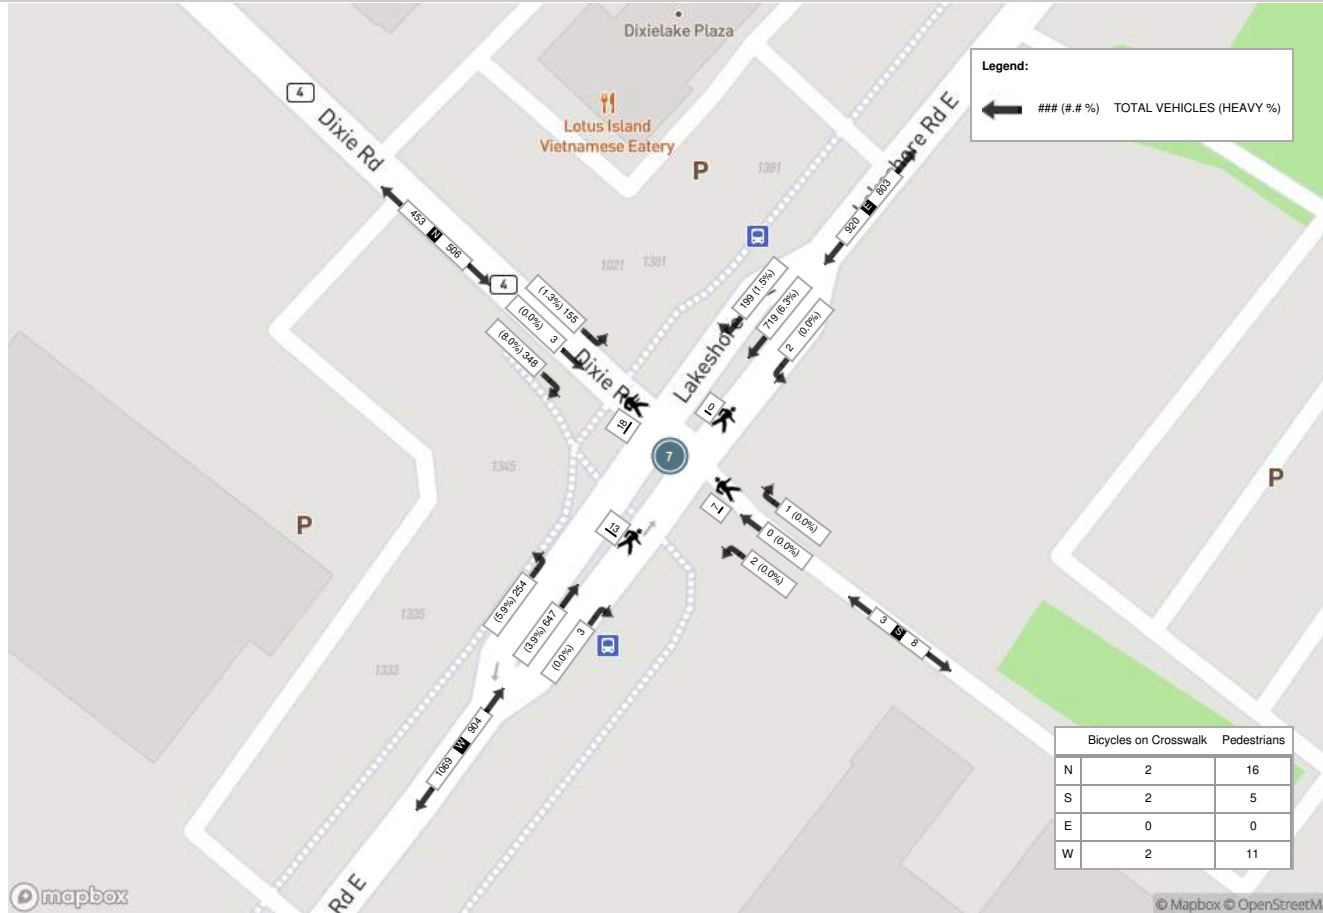 Dixielake Plaza
Legend:
### (#.# %) TOTAL VEHICLES (HEAVY %)
4
Dixie Rd
Lotus Island
Vietnamese Eatery
P
1381
Lakeshore Rd E
803
E
920
453
N
506
1021
1381
4
(1.3%) 155
(0.0%) 3
(8.0%) 348
199 (1.5%)
719 (6.3%)
2 (0.0%)
Dixie Rd
Lakeshore
18
0
7
1345
P
P
13
7
1 (0.0%)
0 (0.0%)
2 (0.0%)
(5.9%) 254
(3.9%) 647
(0.0%) 3
1335
1333
3
S
8
904
W
1069
Bicycles on Crosswalk Pedestrians
N 2 16
S 2 5
E 0 0
W 2 11
Rd E
mapbox
© Mapbox © OpenStreetM